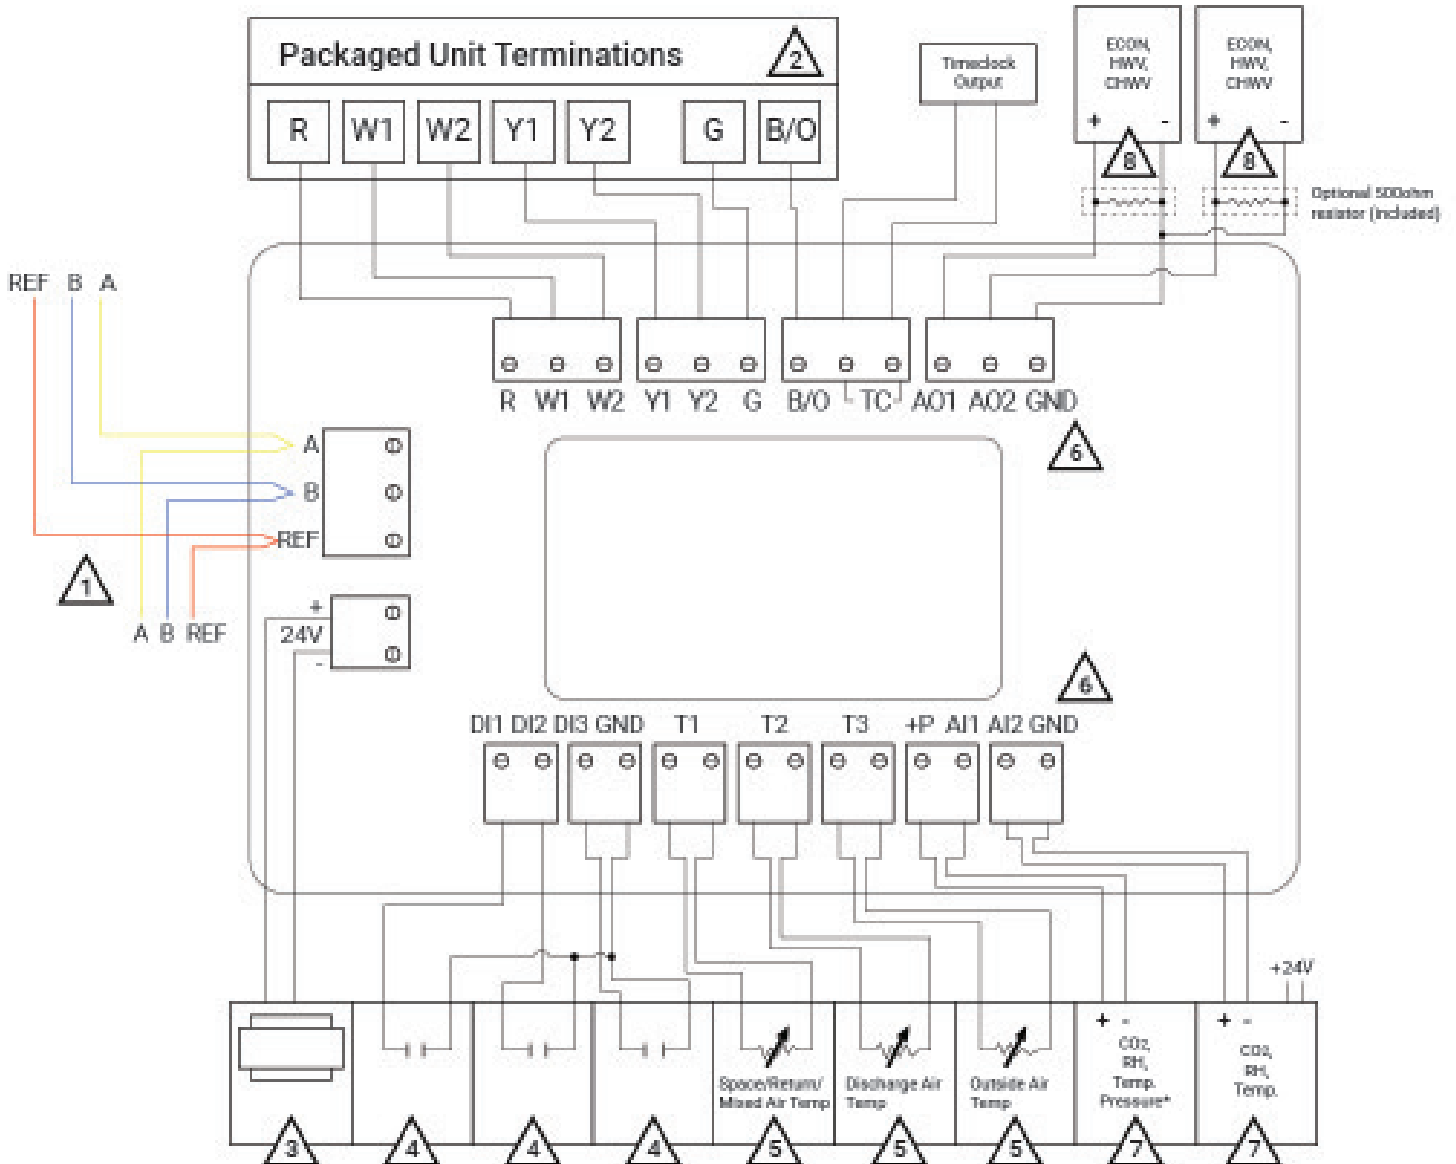 Packaged Unit Terminations
2
R W1 W2 Y1 Y2 G B/O
Timeclock
Output
ECON,
HWV,
CHWV
+ -
8
ECON,
HWV,
CHWV
+ -
8
Optional 500ohm
resistor (included)
REF B A
R W1 W2 Y1 Y2 G B/O TC AO1 AO2 GND
6
A
B
REF
1
A B REF
+
24V
-
6
DI1 DI2 DI3 GND T1 T2 T3 +P AI1 AI2 GND
+24V
3
4
4
4
Space/Return/
Mixed Air Temp
5
Discharge Air
Temp
5
Outside Air
Temp
5
+ -
CO2,
RH,
Temp.
Pressure*
7
+ -
CO2,
RH,
Temp.
7